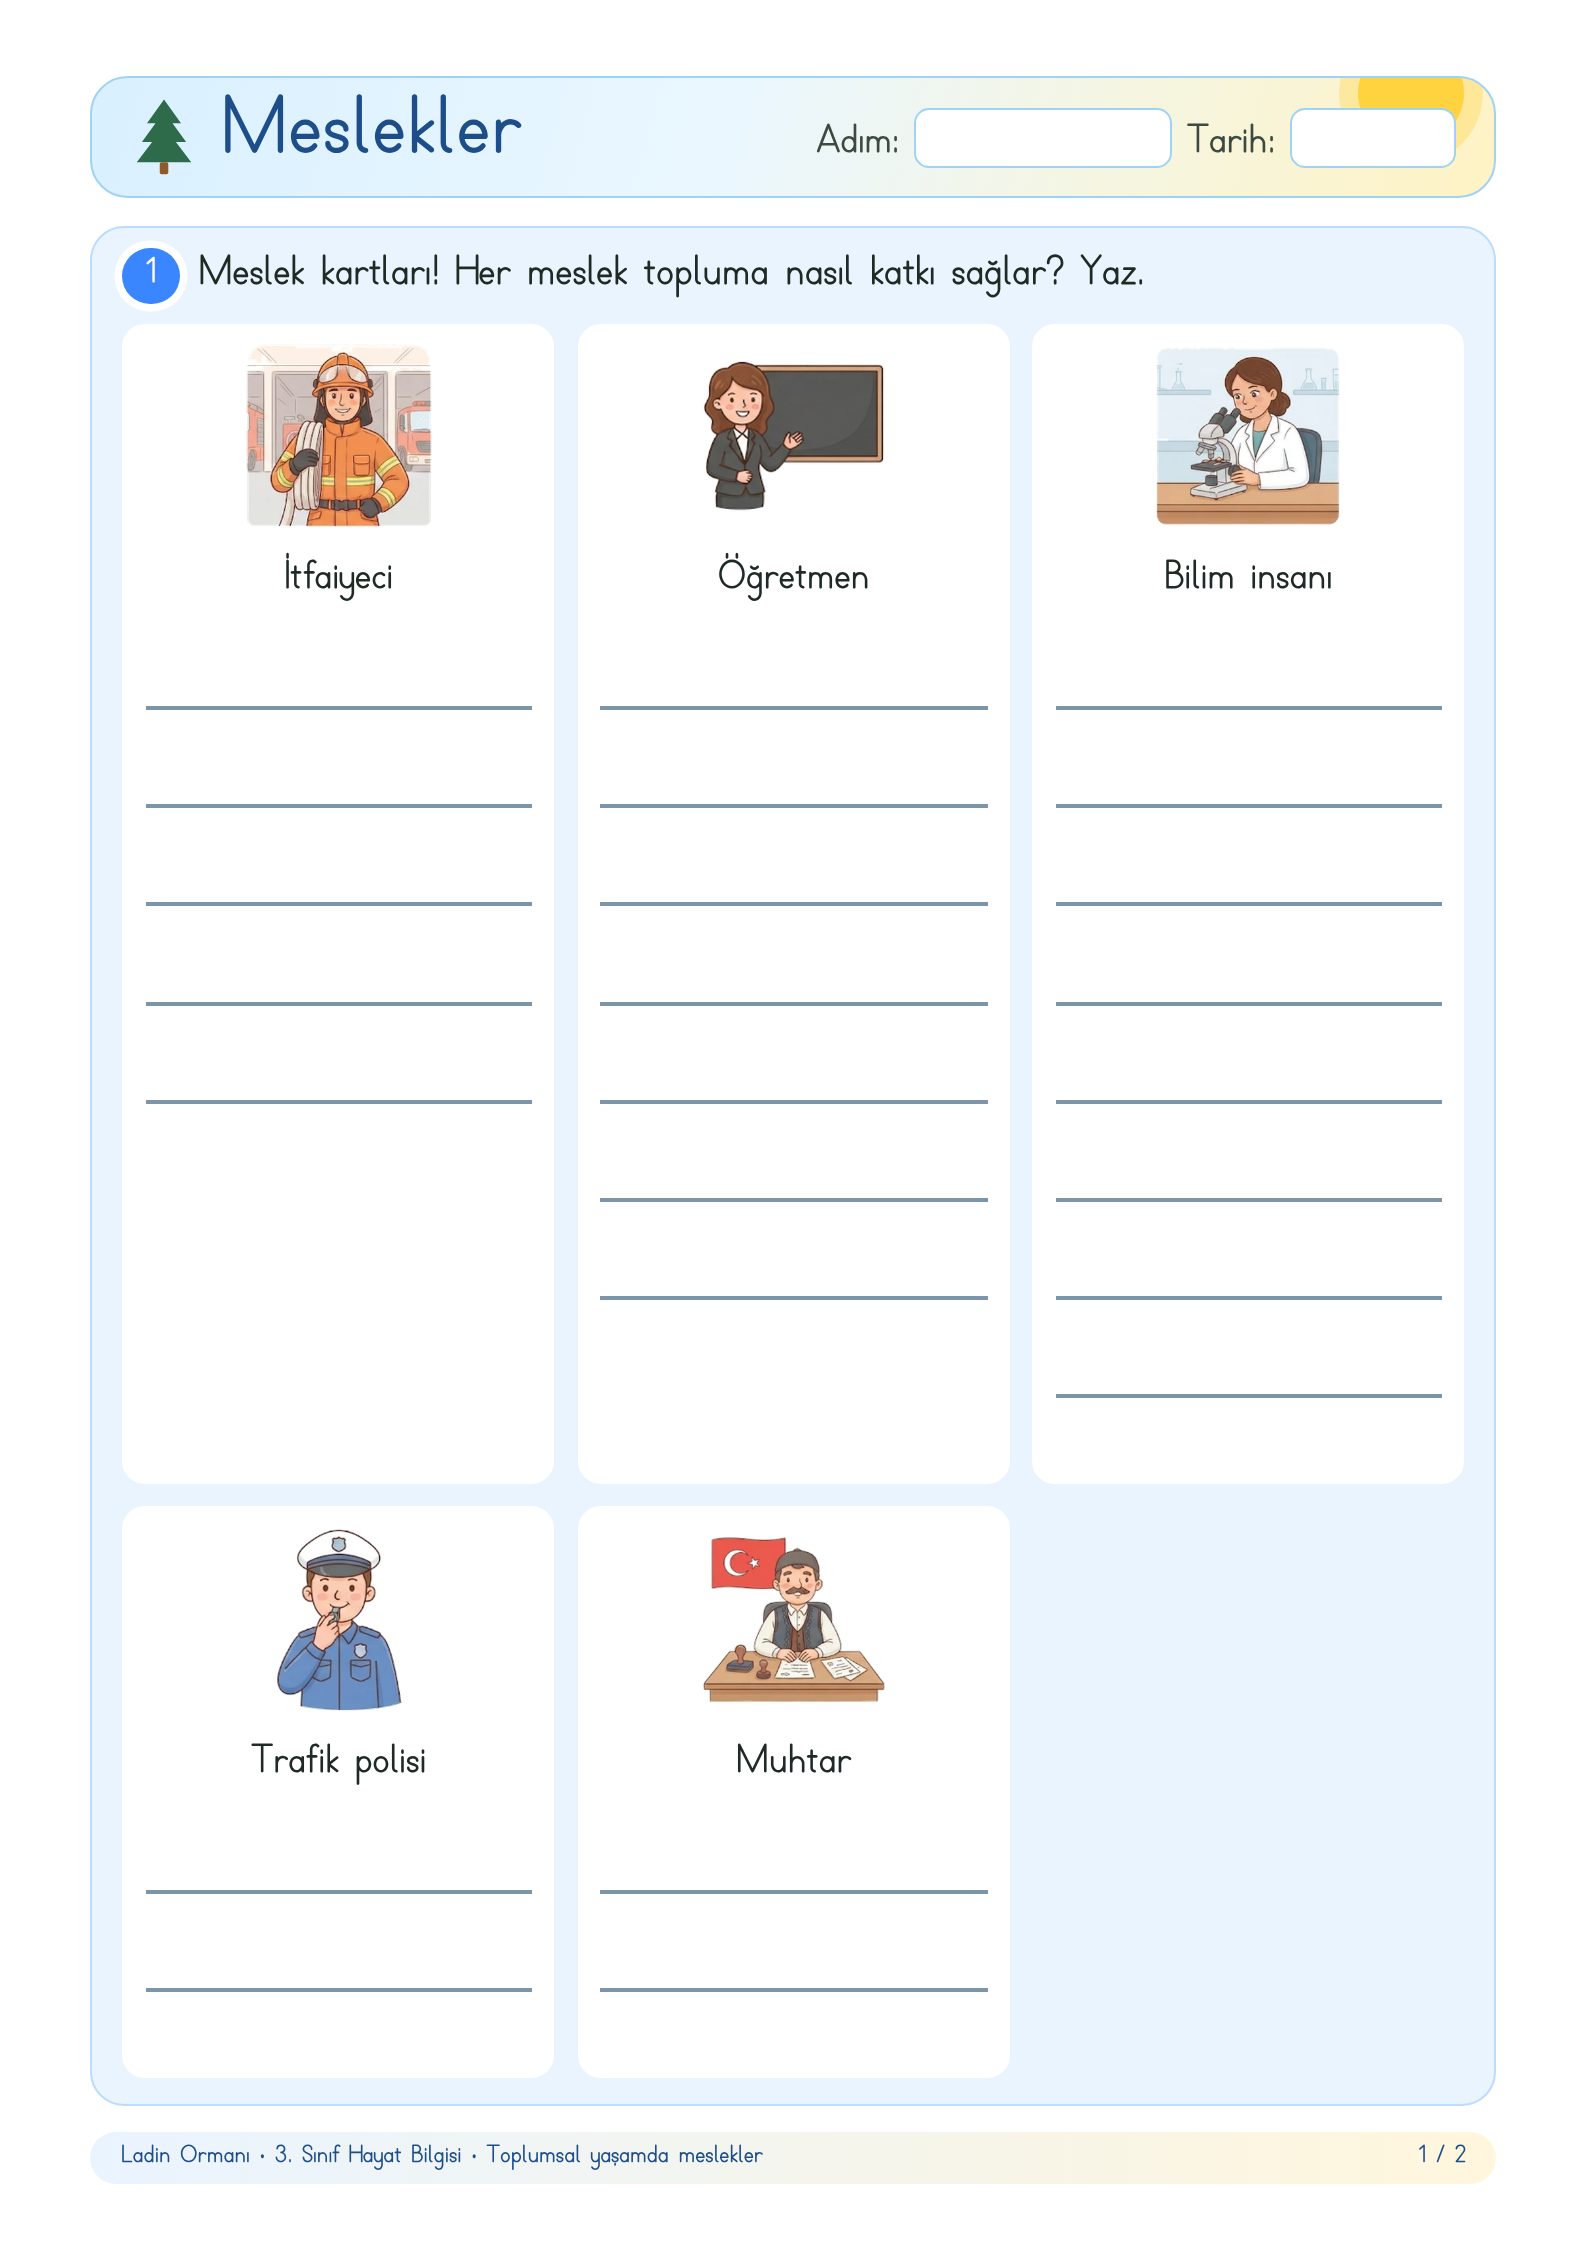 Meslekler
Adım:
Tarih:
1 Meslek kartları! Her meslek topluma nasıl katkı sağlar? Yaz.
İtfaiyeci
Öğretmen
Bilim insanı
Trafik polisi
Muhtar
Ladin Ormanı • 3. Sınıf Hayat Bilgisi • Toplumsal yaşamda meslekler
1 / 2